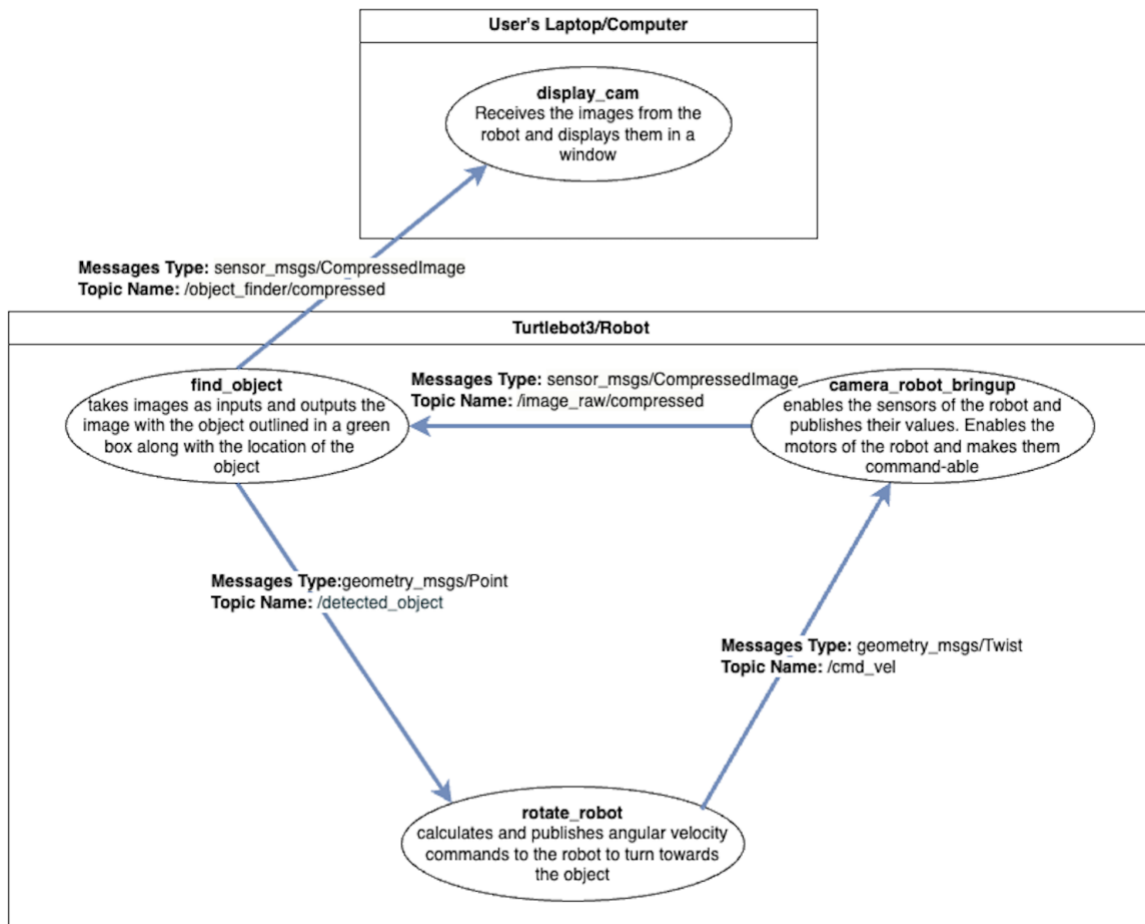 User's Laptop/Computer
display_cam
Receives the images from the
robot and displays them in a
window
Messages Type: sensor_msgs/CompressedImage
Topic Name: /object_finder/compressed
Turtlebot3/Robot
find_object
takes images as inputs and outputs the
image with the object outlined in a green
box along with the location of the
object
Messages Type: sensor_msgs/CompressedImage
Topic Name: /image_raw/compressed
camera_robot_bringup
enables the sensors of the robot and
publishes their values. Enables the
motors of the robot and makes them
command-able
Messages Type:geometry_msgs/Point
Topic Name: /detected_object
Messages Type: geometry_msgs/Twist
Topic Name: /cmd_vel
rotate_robot
calculates and publishes angular velocity
commands to the robot to turn towards
the object